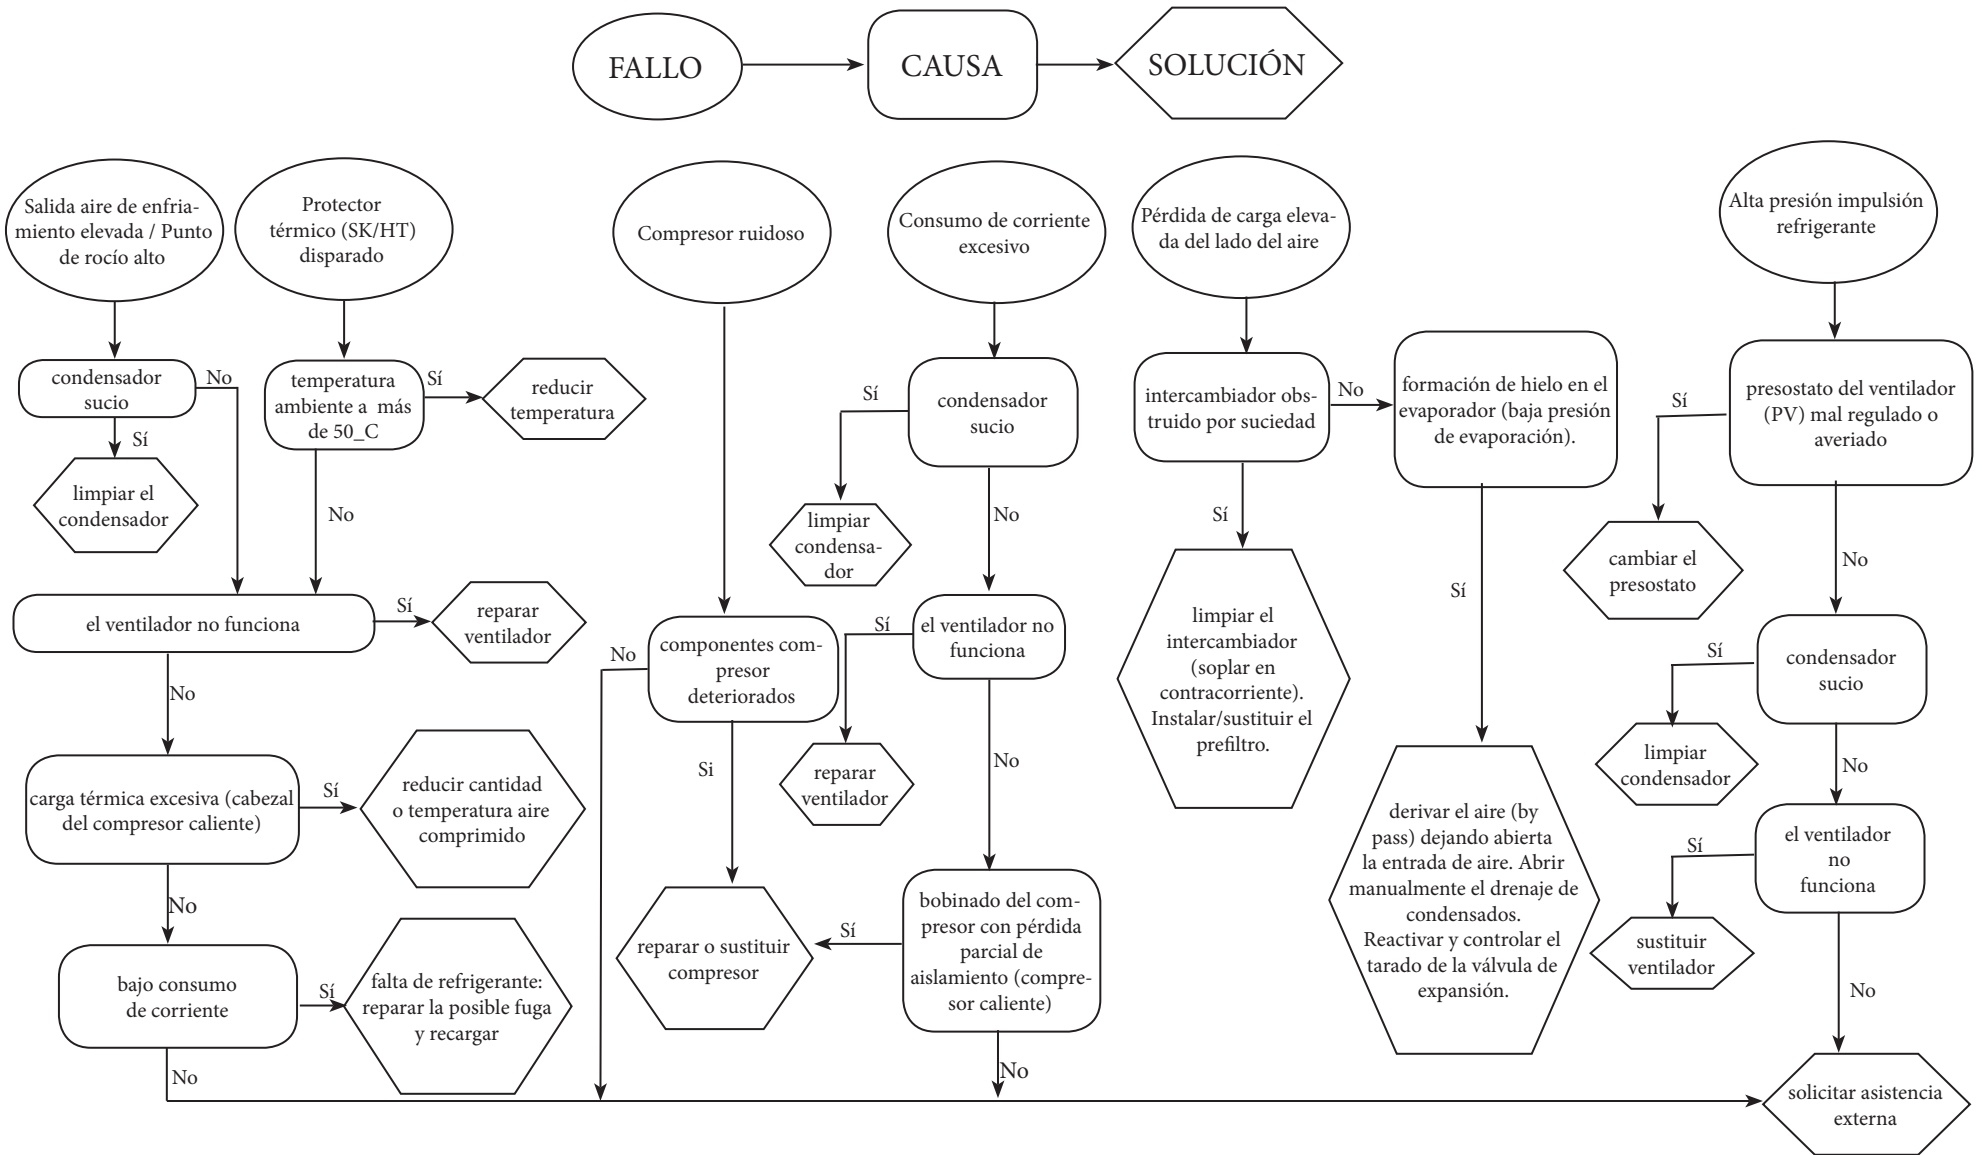 FALLO
CAUSA
SOLUCIÓN
Salida aire de enfria-
miento elevada / Punto
de rocío alto
condensador
sucio
No
Sí
limpiar el
condensador
Protector
térmico (SK/HT)
disparado
temperatura
ambiente a más
de 50_C
Sí
reducir
temperatura
No
el ventilador no funciona
Sí
reparar
ventilador
No
carga térmica excesiva (cabezal
del compresor caliente)
Sí
reducir cantidad
o temperatura aire
comprimido
No
bajo consumo
de corriente
Sí
falta de refrigerante:
reparar la posible fuga
y recargar
No
Compresor ruidoso
componentes com-
presor
deteriorados
No
Si
reparar o sustituir
compresor
Consumo de corriente
excesivo
condensador
sucio
Sí
limpiar
condensa-
dor
No
el ventilador no
funciona
Sí
reparar
ventilador
No
bobinado del com-
presor con pérdida
parcial de
aislamiento (compre-
sor caliente)
Sí
No
Pérdida de carga eleva-
da del lado del aire
intercambiador obs-
truido por suciedad
No
Sí
limpiar el
intercambiador
(soplar en
contracorriente).
Instalar/sustituir el
prefiltro.
formación de hielo en el
evaporador (baja presión
de evaporación).
Sí
derivar el aire (by
pass) dejando abierta
la entrada de aire. Abrir
manualmente el drenaje de
condensados.
Reactivar y controlar el
tarado de la válvula de
expansión.
Alta presión impulsión
refrigerante
presostato del ventilador
(PV) mal regulado o
averiado
Sí
cambiar el
presostato
No
condensador
sucio
Sí
limpiar
condensador
No
el ventilador
no
funciona
Sí
sustituir
ventilador
No
solicitar asistencia
externa